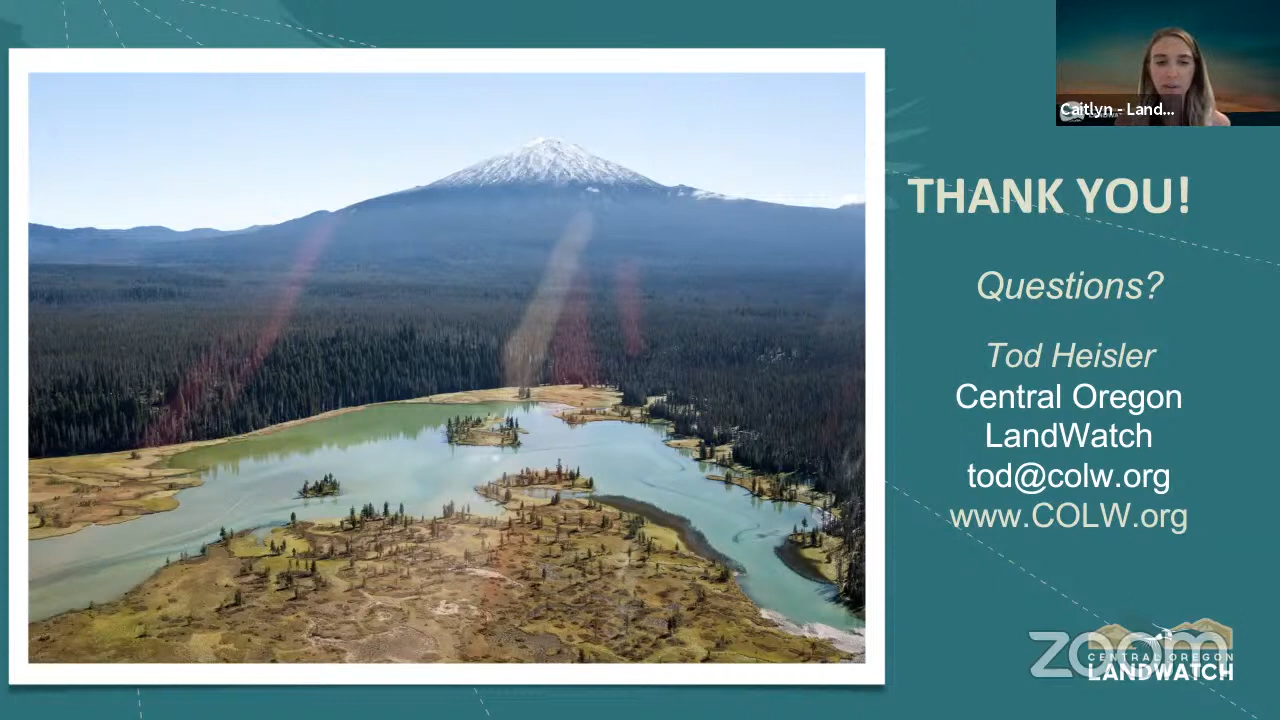 Caitlyn - Land...
THANK YOU!
Questions?
Tod Heisler
Central Oregon
LandWatch
tod@colw.org
www.COLW.org
zoom
CENTRAL OREGON
LANDWATCH